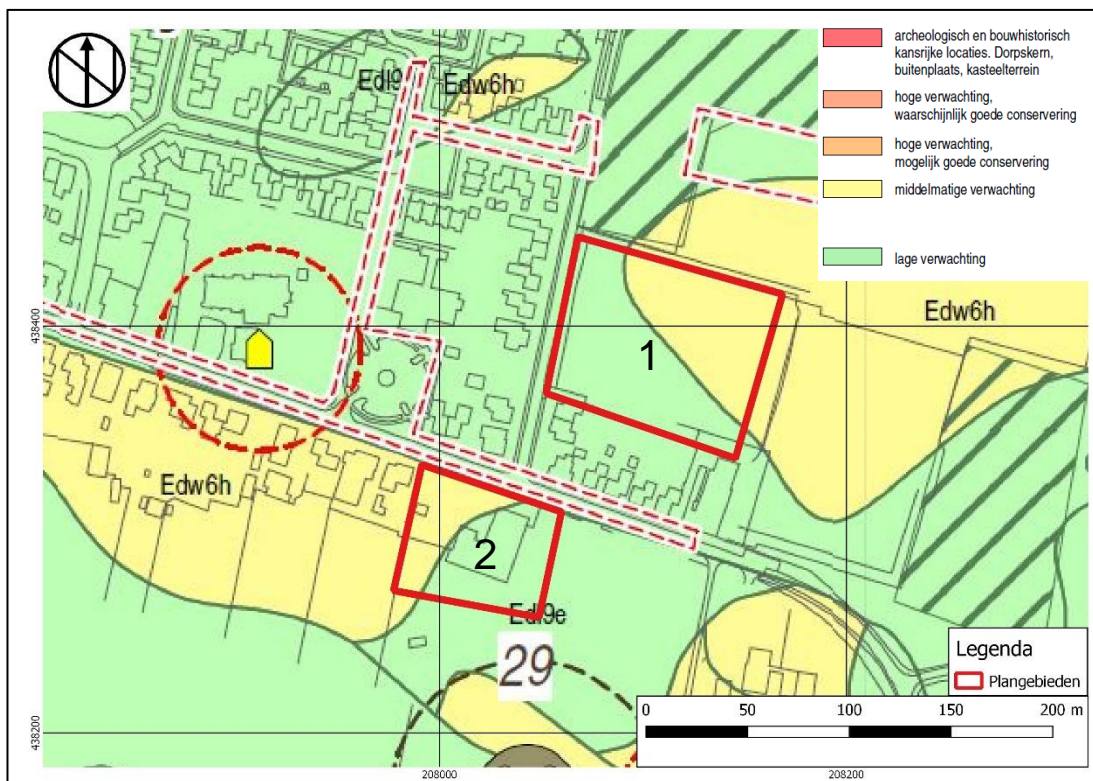 archeologisch en bouwhistorisch
kansrijke locaties. Dorpskern,
buitenplaats, kasteelterrein
hoge verwachting,
waarschijnlijk goede conservering
hoge verwachting,
mogelijk goede conservering
middelmatige verwachting
lage verwachting
Edl9
Edw6h
438400
1
Edw6h
Edw6h
2
Edl9e
29
Legenda
Plangebieden
0 50 100 150 200 m
438200
208000
208200